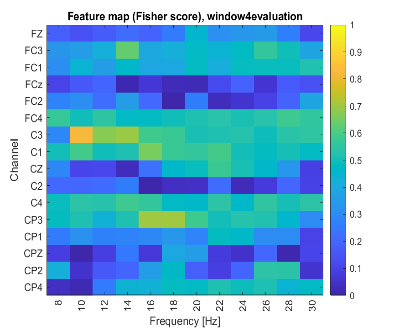 Feature map (Fisher score), window4evaluation
Channel
FZ
FC3
FC1
FCz
FC2
FC4
C3
C1
CZ
C2
C4
CP3
CP1
CPZ
CP2
CP4
8 10 12 14 16 18 20 22 24 26 28 30
Frequency [Hz]
1
0.9
0.8
0.7
0.6
0.5
0.4
0.3
0.2
0.1
0